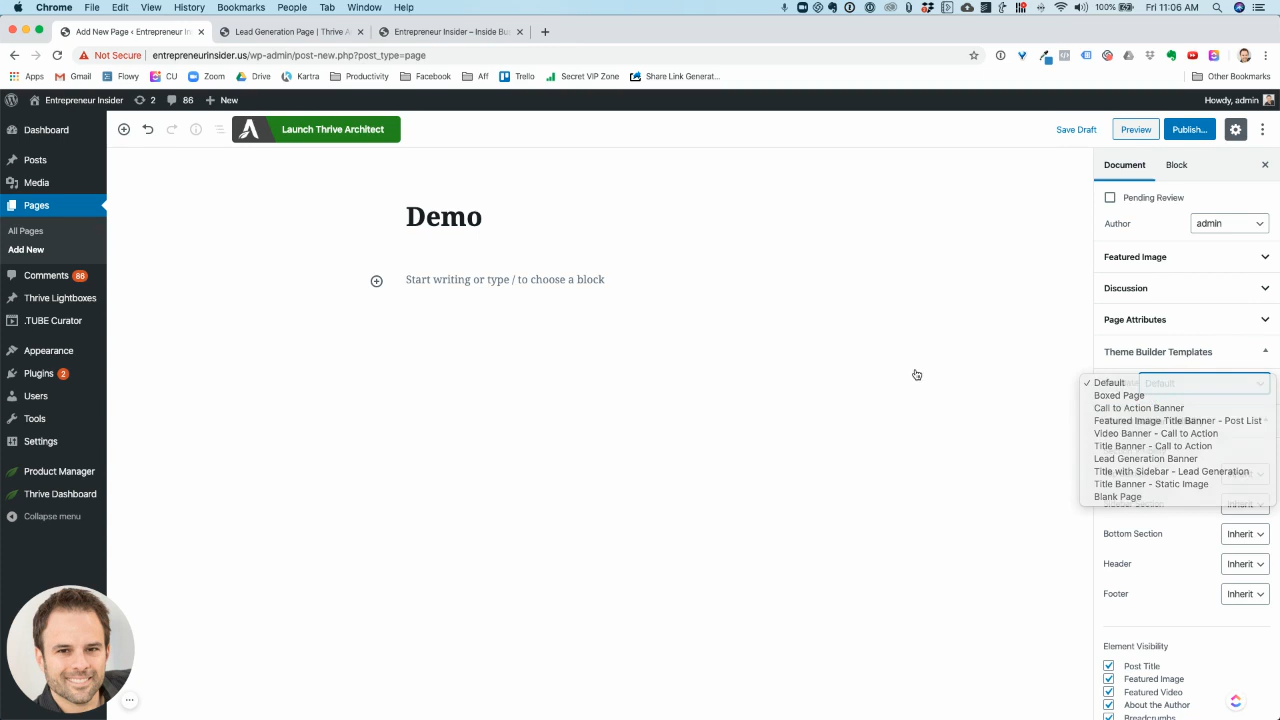 Chrome File Edit View History Bookmarks People Tab Window Help Fri 11:06 AM
Add New Page ‹ Entrepreneur In × Lead Generation Page | Thrive A × Entrepreneur Insider – Inside Bus ×
Not Secure entrepreneurinsider.us/wp-admin/post-new.php?post_type=page
Apps Gmail Flowy CU Zoom Drive Kartra Productivity Facebook Aff Trello Secret VIP Zone Share Link Generat... Other Bookmarks
Entrepreneur Insider 2 86 New Howdy, admin
Dashboard
Posts
Media
Pages
All Pages
Add New
Comments 86
Thrive Lightboxes
.TUBE Curator
Appearance
Plugins 2
Users
Tools
Settings
Product Manager
Thrive Dashboard
Collapse menu
Launch Thrive Architect
Save Draft Preview Publish...
Demo
Start writing or type / to choose a block
Document Block
Pending Review
Author admin
Featured Image
Discussion
Page Attributes
Theme Builder Templates
Default Default
Boxed Page
Call to Action Banner
Featured Image Title Banner - Post List
Video Banner - Call to Action
Title Banner - Call to Action
Lead Generation Banner
Title with Sidebar - Lead Generation
Title Banner - Static Image
Blank Page
Sidebar Section Inherit
Bottom Section Inherit
Header Inherit
Footer Inherit
Element Visibility
Post Title
Featured Image
Featured Video
About the Author
Breadcrumbs